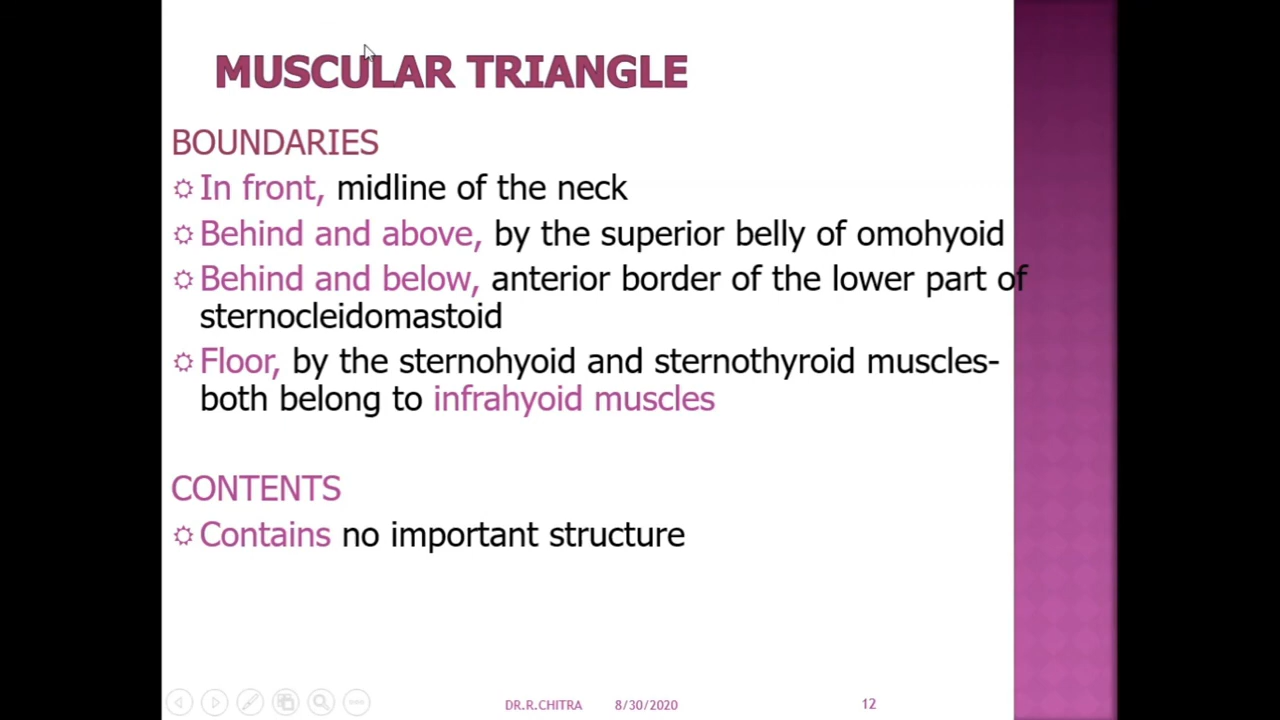 MUSCULAR TRIANGLE
BOUNDARIES
In front, midline of the neck
Behind and above, by the superior belly of omohyoid
Behind and below, anterior border of the lower part of
sternocleidomastoid
Floor, by the sternohyoid and sternothyroid muscles-
both belong to infrahyoid muscles
CONTENTS
Contains no important structure
DR.R.CHITRA 8/30/2020 12